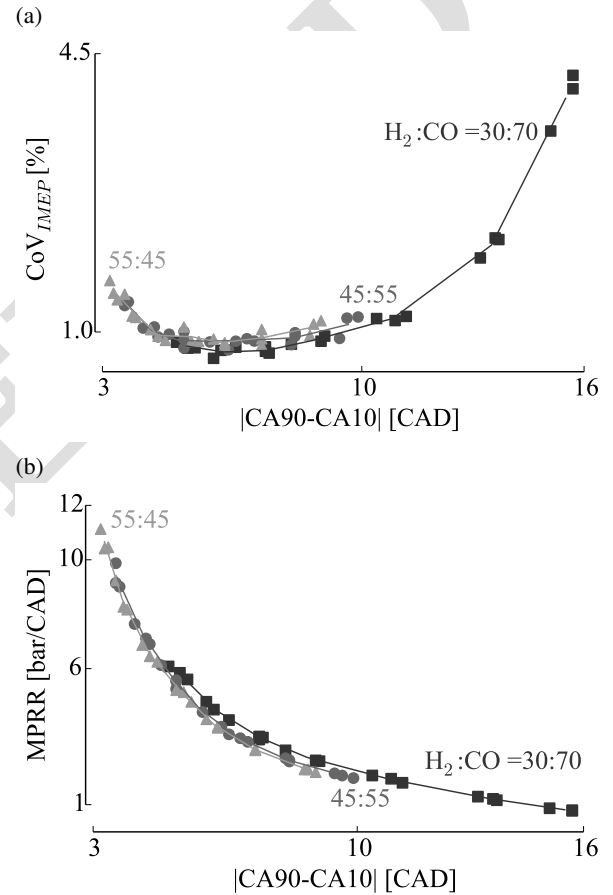 (a)
4.5
H2:CO =30:70
CoVIMEP [%]
55:45
45:55
1.0
3 10 16
|CA90-CA10| [CAD]
(b)
12
55:45
10
MPRR [bar/CAD]
6
H2:CO =30:70
45:55
1
3 10 16
|CA90-CA10| [CAD]